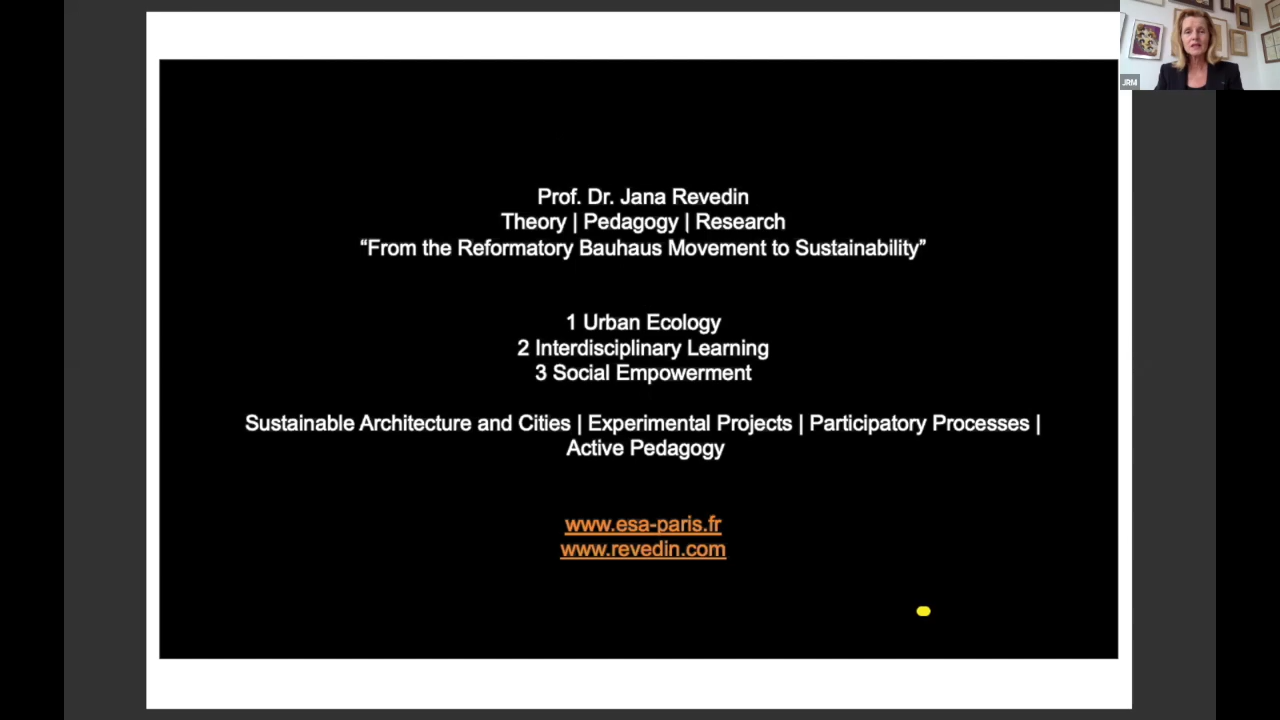 JRM
Prof. Dr. Jana Revedin
Theory | Pedagogy | Research
“From the Reformatory Bauhaus Movement to Sustainability”
1 Urban Ecology
2 Interdisciplinary Learning
3 Social Empowerment
Sustainable Architecture and Cities | Experimental Projects | Participatory Processes |
Active Pedagogy
www.esa-paris.fr
www.revedin.com